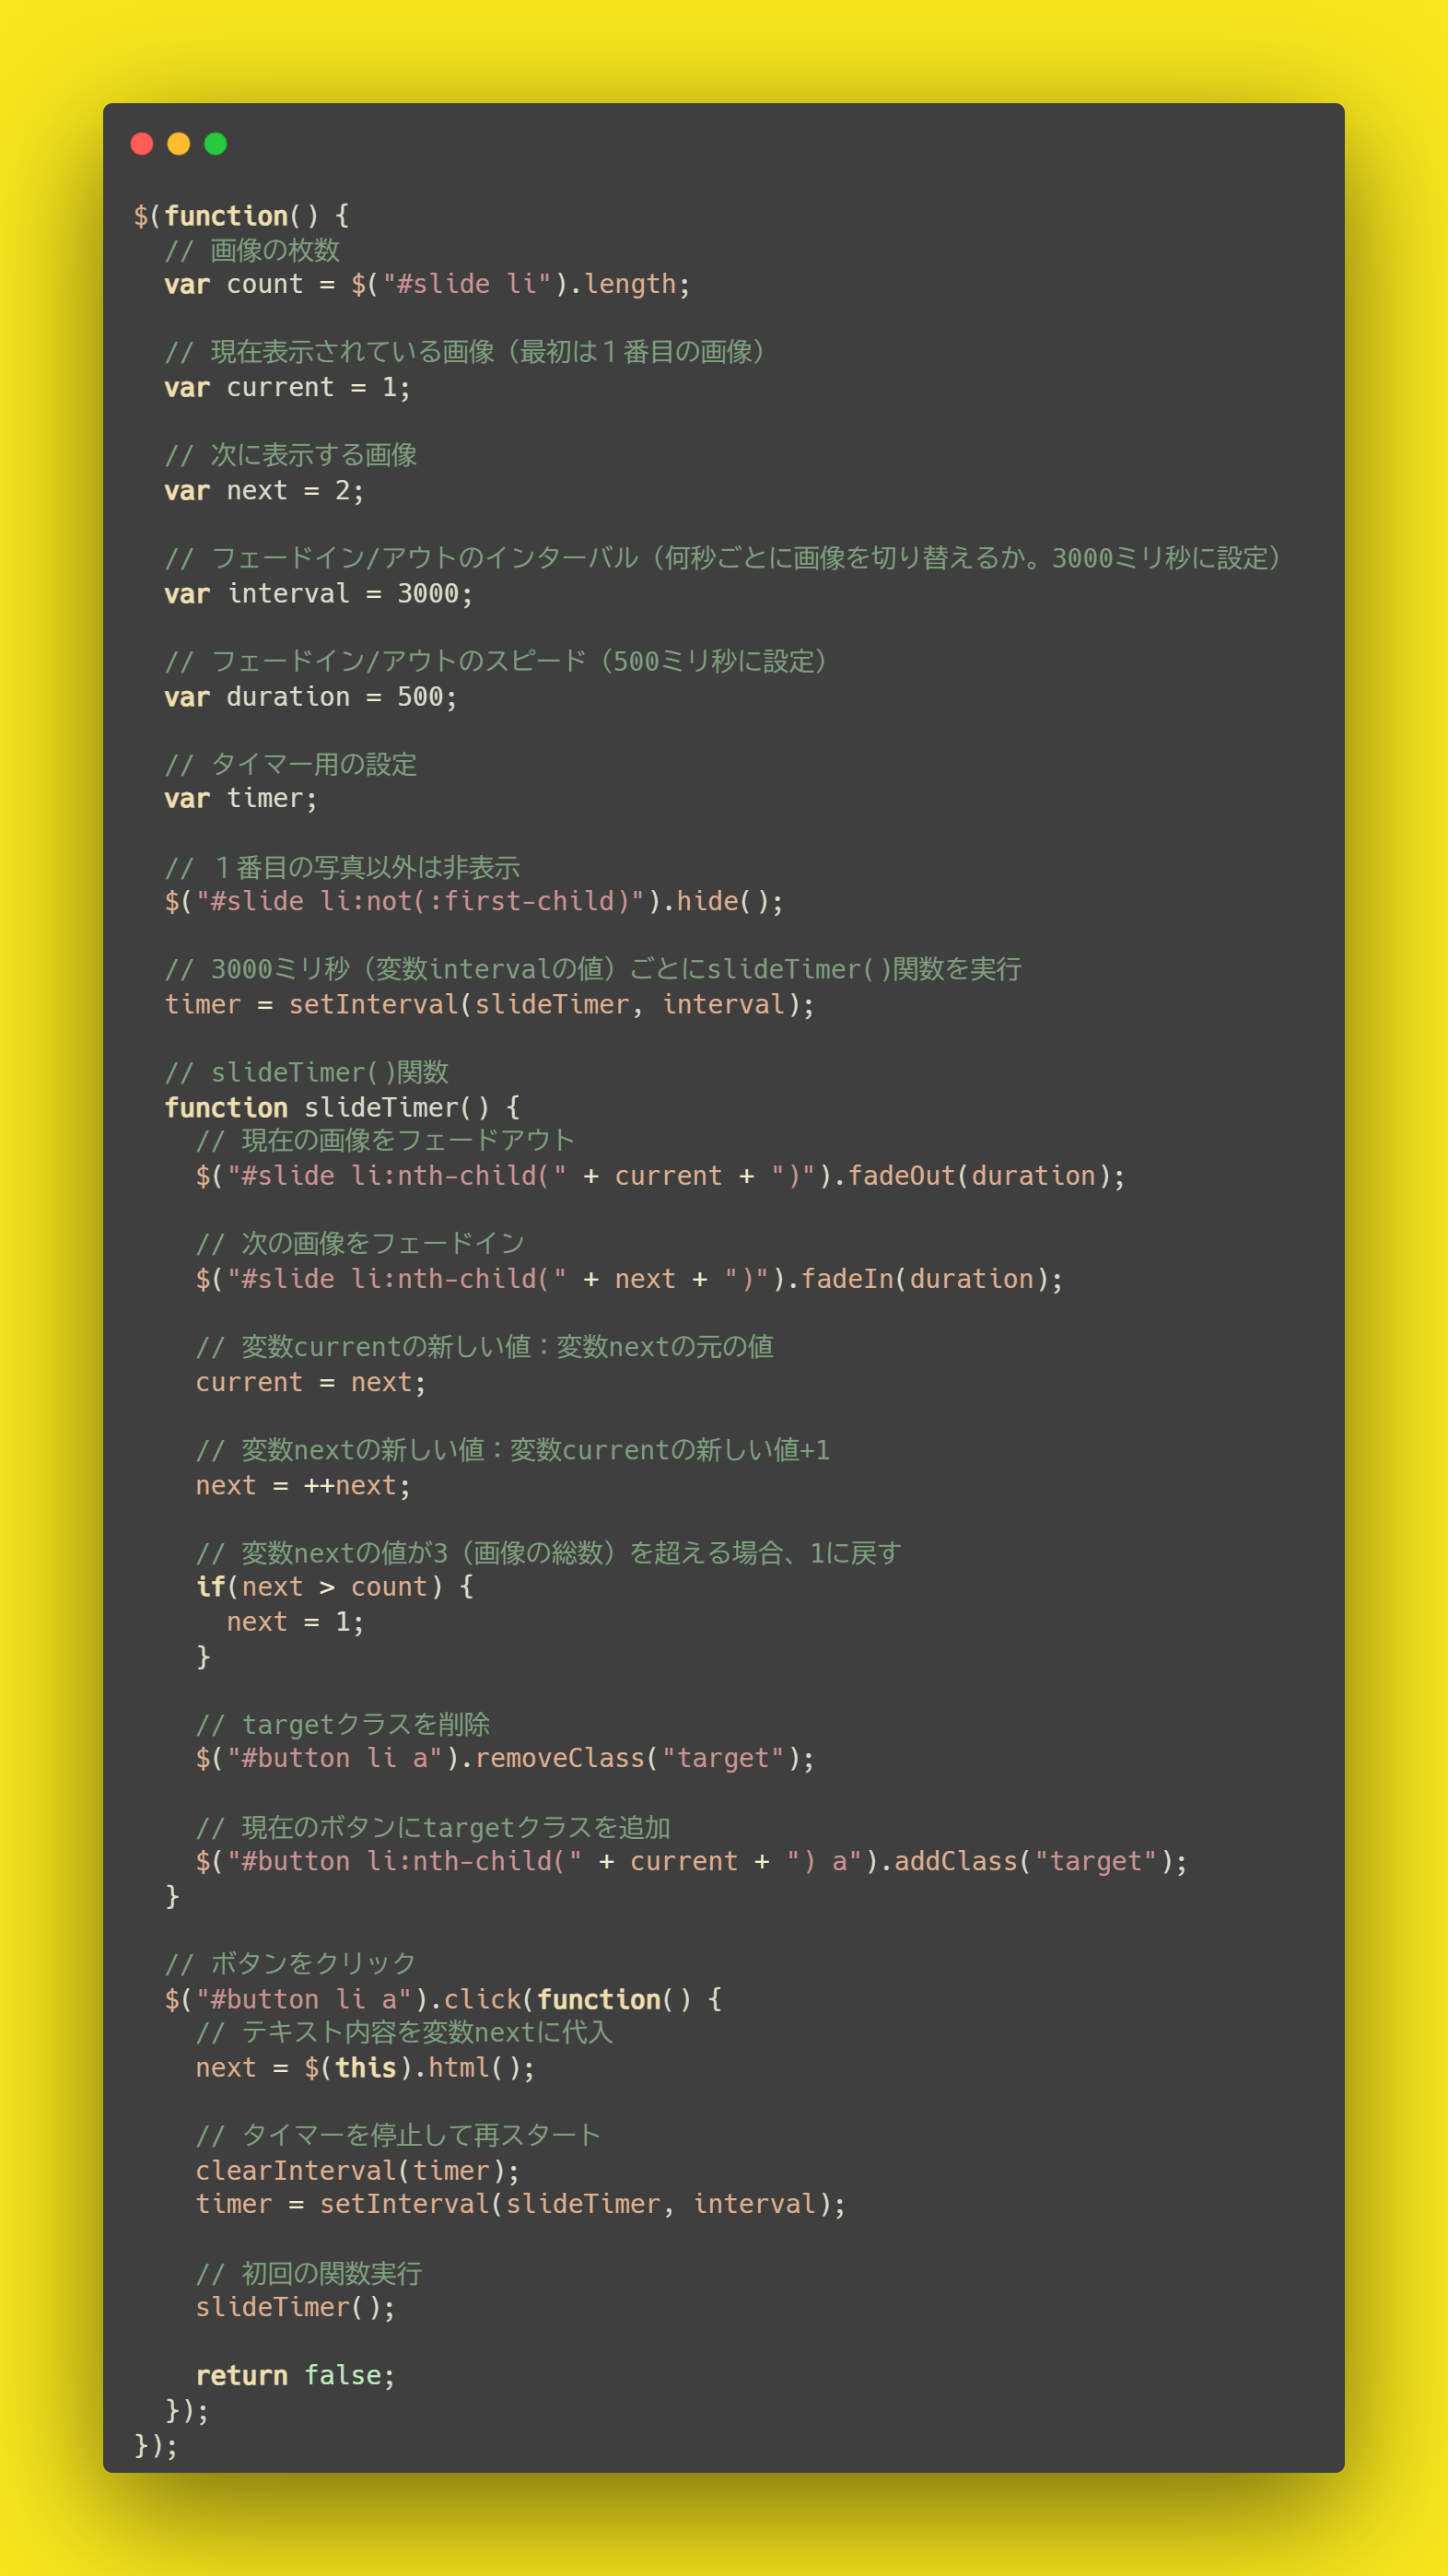 $(function() {
  // 画像の枚数
  var count = $("#slide li").length;

  // 現在表示されている画像（最初は１番目の画像）
  var current = 1;

  // 次に表示する画像
  var next = 2;

  // フェードイン/アウトのインターバル（何秒ごとに画像を切り替えるか。3000ミリ秒に設定）
  var interval = 3000;

  // フェードイン/アウトのスピード（500ミリ秒に設定）
  var duration = 500;

  // タイマー用の設定
  var timer;

  // １番目の写真以外は非表示
  $("#slide li:not(:first-child)").hide();

  // 3000ミリ秒（変数intervalの値）ごとにslideTimer()関数を実行
  timer = setInterval(slideTimer, interval);

  // slideTimer()関数
  function slideTimer() {
    // 現在の画像をフェードアウト
    $("#slide li:nth-child(" + current + ")").fadeOut(duration);

    // 次の画像をフェードイン
    $("#slide li:nth-child(" + next + ")").fadeIn(duration);

    // 変数currentの新しい値：変数nextの元の値
    current = next;

    // 変数nextの新しい値：変数currentの新しい値+1
    next = ++next;

    // 変数nextの値が3（画像の総数）を超える場合、1に戻す
    if(next > count) {
      next = 1;
    }

    // targetクラスを削除
    $("#button li a").removeClass("target");

    // 現在のボタンにtargetクラスを追加
    $("#button li:nth-child(" + current + ") a").addClass("target");
  }

  // ボタンをクリック
  $("#button li a").click(function() {
    // テキスト内容を変数nextに代入
    next = $(this).html();

    // タイマーを停止して再スタート
    clearInterval(timer);
    timer = setInterval(slideTimer, interval);

    // 初回の関数実行
    slideTimer();

    return false;
  });
});